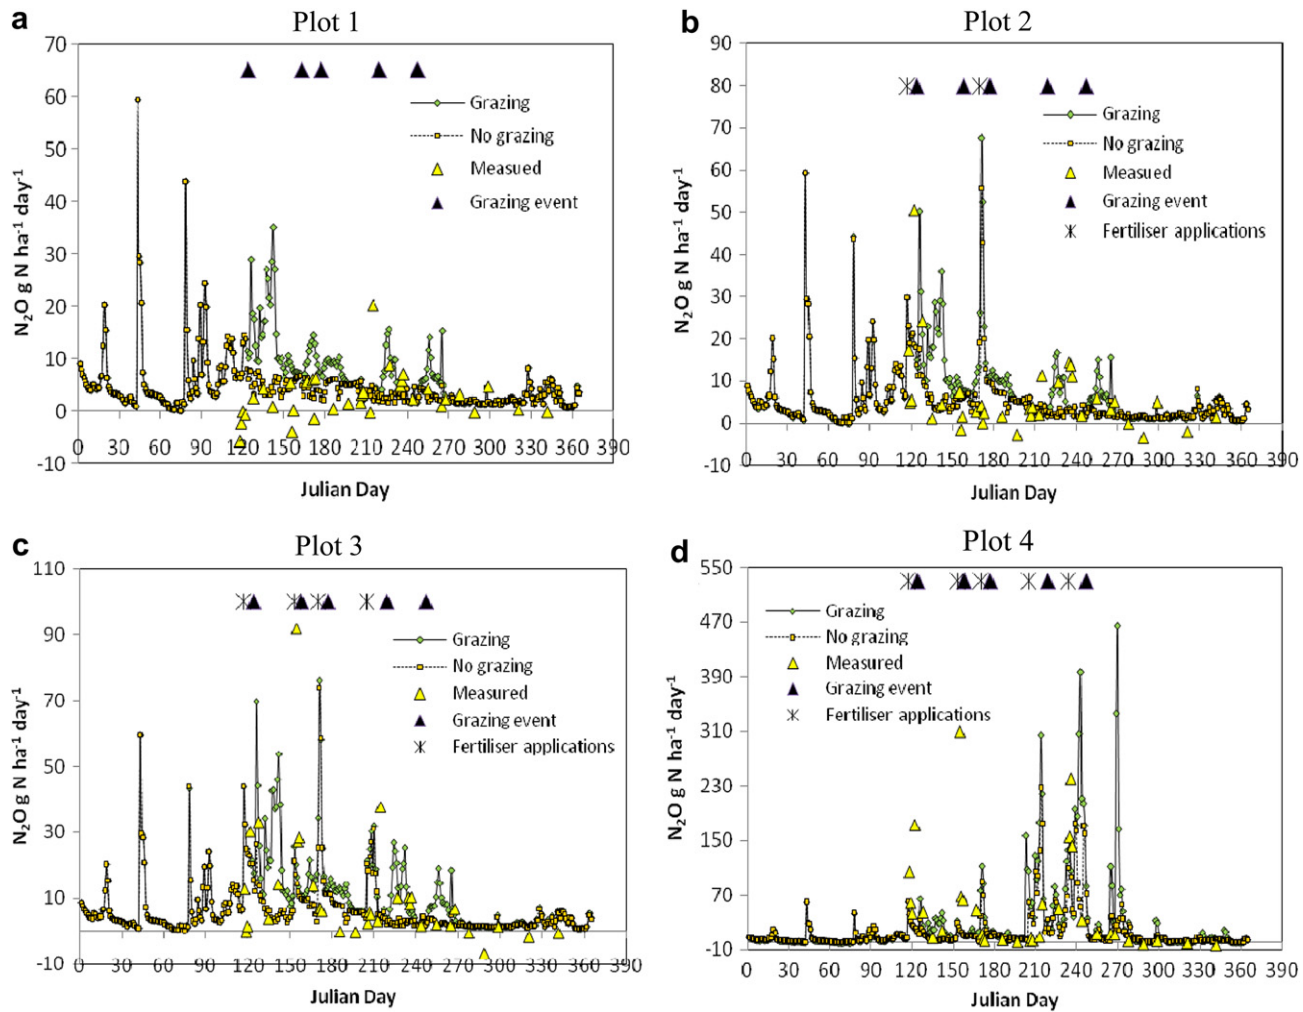 a
Plot 1
70
60
50
40
30
20
10
0
-10
N2O g N ha-1 day-1
Grazing
No grazing
Measued
Grazing event
0 30 60 90 120 150 180 210 240 270 300 330 360 390
Julian Day
b
Plot 2
90
80
70
60
50
40
30
20
10
0
-10
N2O g N ha-1 day-1
Grazing
No grazing
Measued
Grazing event
Fertiliser applications
0 30 60 90 120 150 180 210 240 270 300 330 360 390
Julian Day
c
Plot 3
110
90
70
50
30
10
-10
N2O g N ha-1 day-1
Grazing
No grazing
Measured
Grazing event
Fertiliser applications
0 30 60 90 120 150 180 210 240 270 300 330 360 390
Julian Day
d
Plot 4
550
470
390
310
230
150
70
-10
N2O g N ha-1 day-1
Grazing
No grazing
Measured
Grazing event
Fertiliser applications
0 30 60 90 120 150 180 210 240 270 300 330 360 390
Julian Day